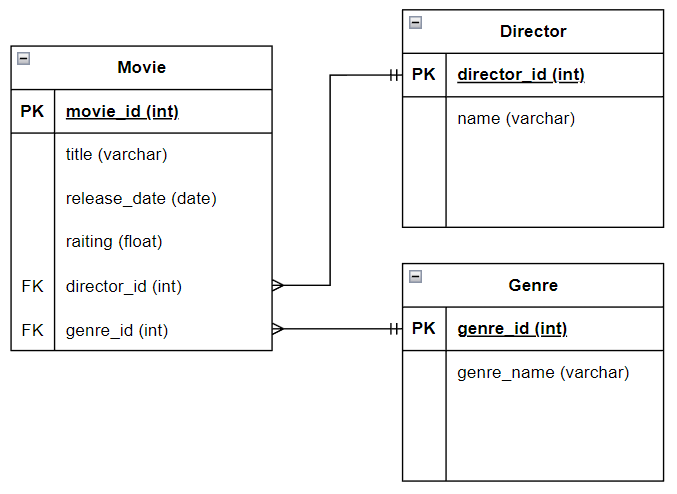 Movie
PK movie_id (int)
title (varchar)
release_date (date)
raiting (float)
FK director_id (int)
FK genre_id (int)
Director
PK director_id (int)
name (varchar)
Genre
PK genre_id (int)
genre_name (varchar)